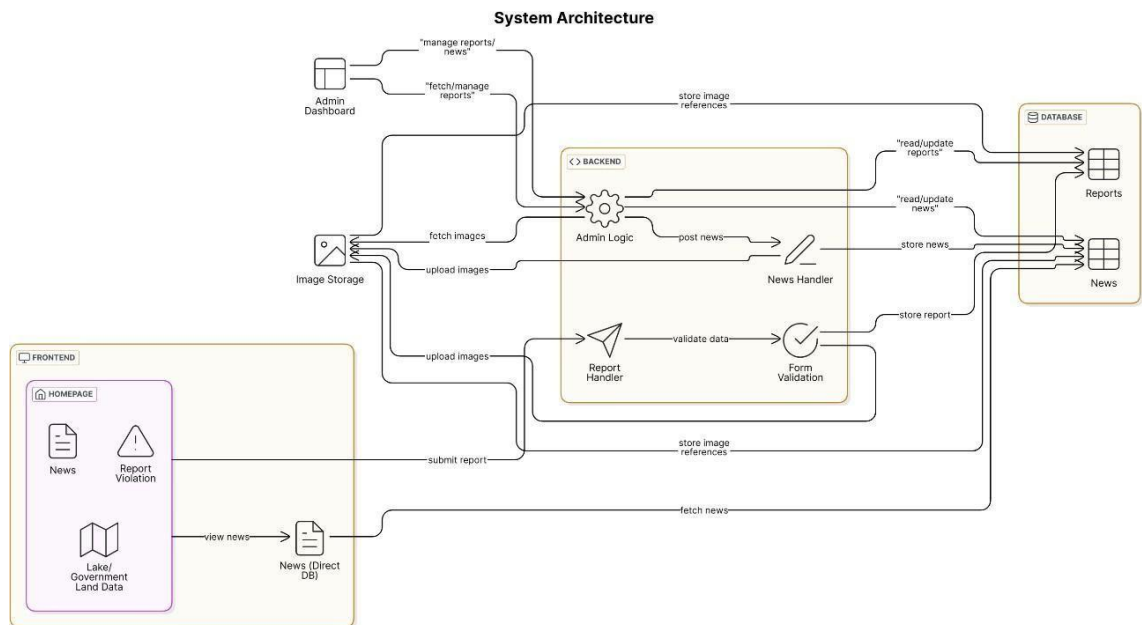 System Architecture
"manage reports/
news"
Admin
Dashboard
"fetch/manage
reports"
store image
references
DATABASE
BACKEND
"read/update
reports"
Reports
"read/update
news"
Admin Logic
fetch images
post news
Image Storage
upload images
News Handler
store news
News
store report
FRONTEND
upload images
Report
Handler
validate data
Form
Validation
HOMEPAGE
News
Report
Violation
submit report
store image
references
fetch news
view news
Lake/
Government
Land Data
News (Direct
DB)